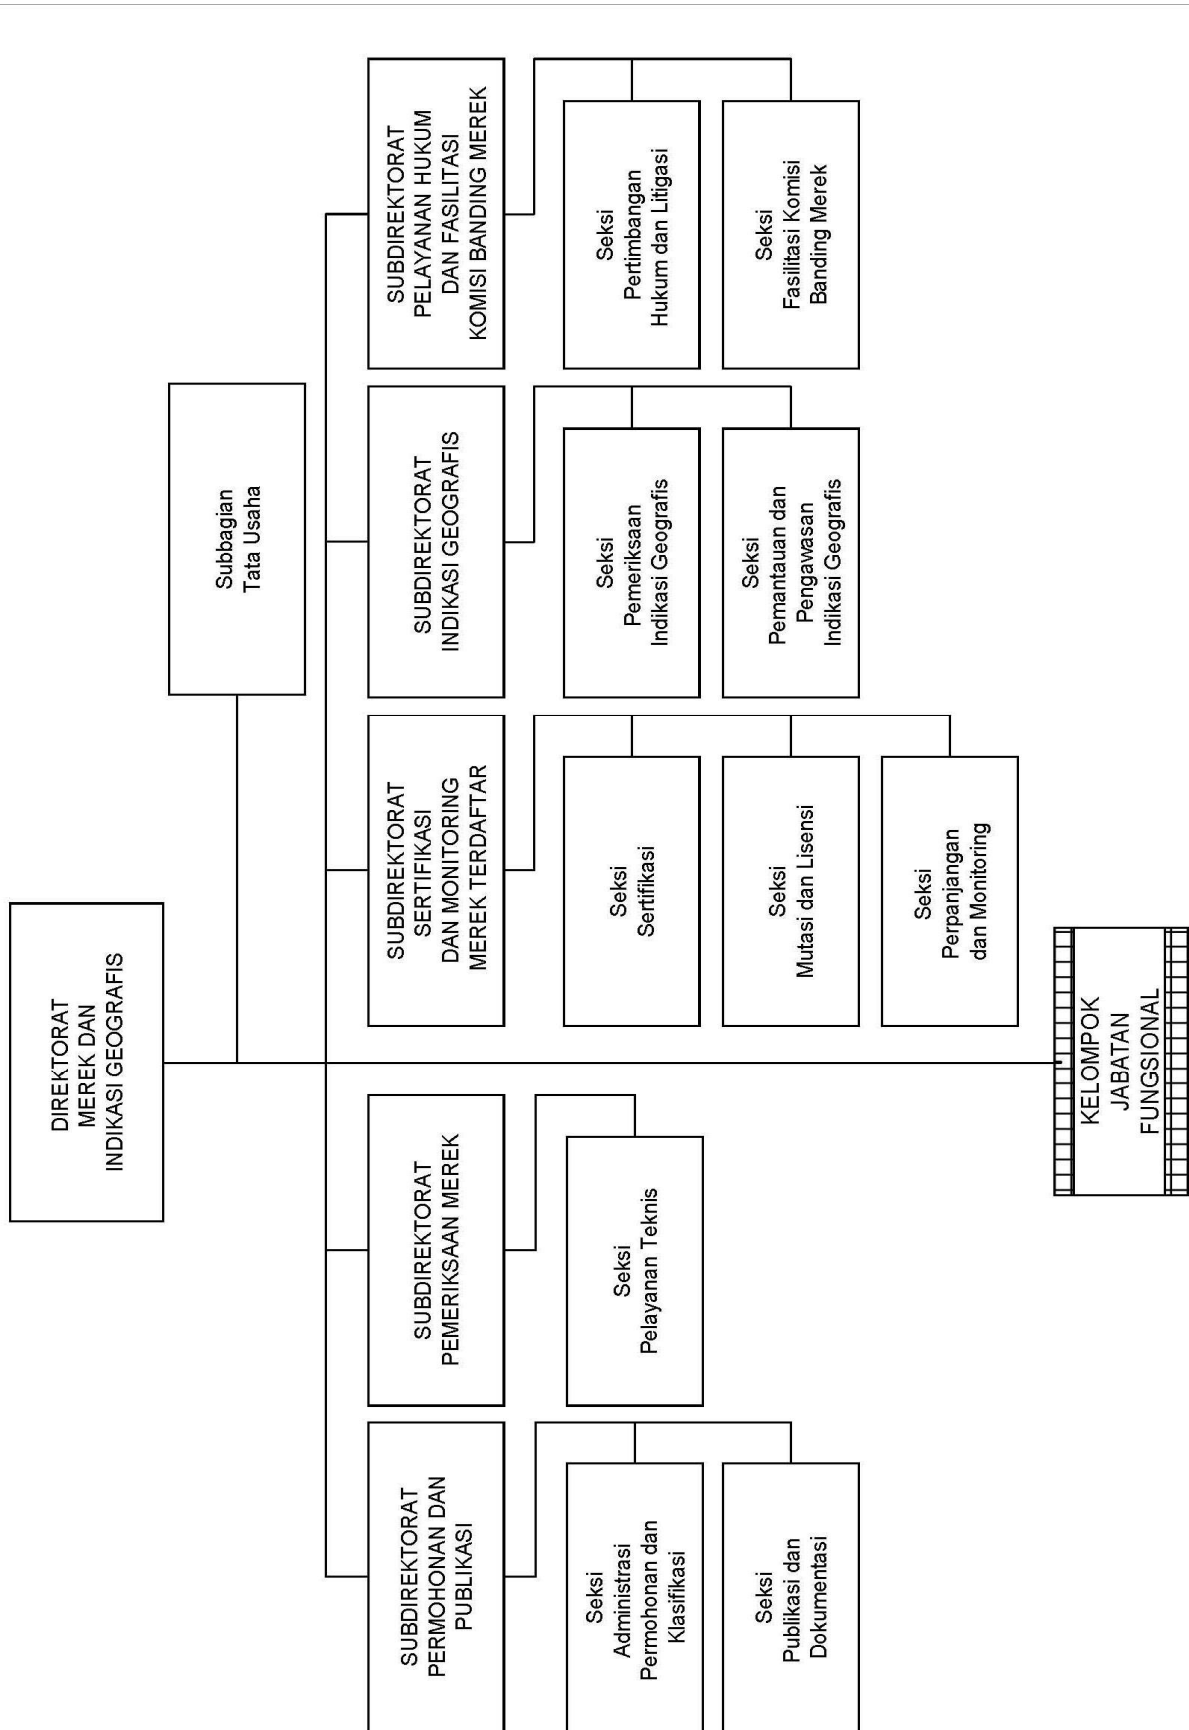 DIREKTORAT
MEREK DAN
INDIKASI GEOGRAFIS
Subbagian
Tata Usaha
SUBDIREKTORAT
PERMOHONAN DAN
PUBLIKASI
SUBDIREKTORAT
PEMERIKSAAN MEREK
SUBDIREKTORAT
SERTIFIKASI
DAN MONITORING
MEREK TERDAFTAR
SUBDIREKTORAT
INDIKASI GEOGRAFIS
SUBDIREKTORAT
PELAYANAN HUKUM
DAN FASILITASI
KOMISI BANDING MEREK
Seksi
Administrasi
Permohonan dan
Klasifikasi
Seksi
Pelayanan Teknis
Seksi
Sertifikasi
Seksi
Pemeriksaan
Indikasi Geografis
Seksi
Pertimbangan
Hukum dan Litigasi
Seksi
Publikasi dan
Dokumentasi
Seksi
Mutasi dan Lisensi
Seksi
Pemantauan dan
Pengawasan
Indikasi Geografis
Seksi
Fasilitasi Komisi
Banding Merek
Seksi
Perpanjangan
dan Monitoring
KELOMPOK
JABATAN
FUNGSIONAL